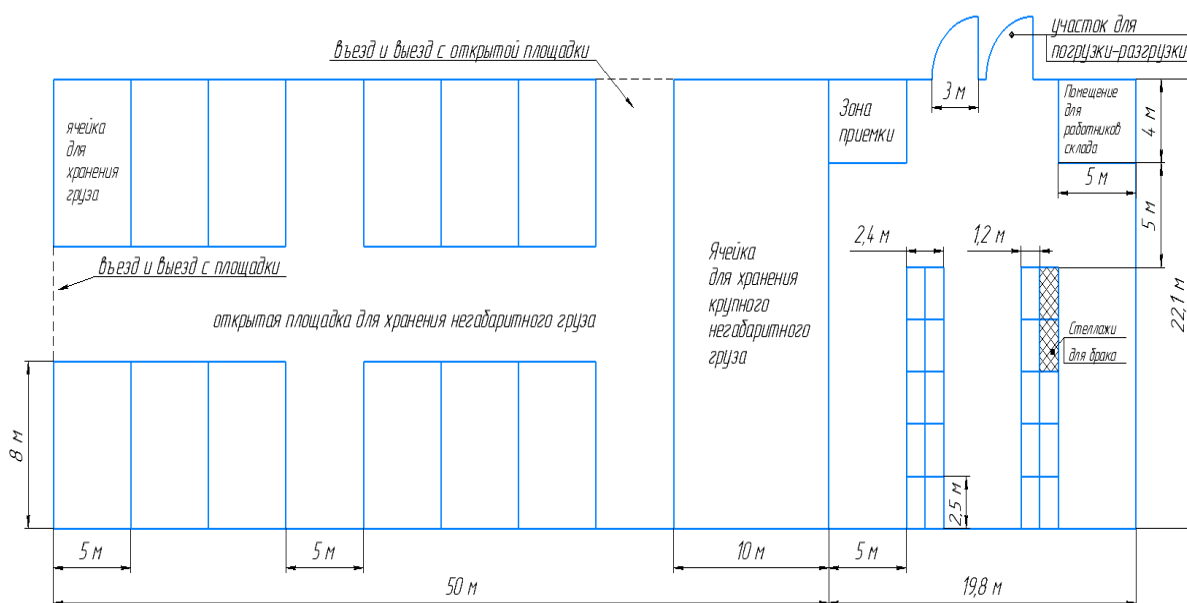 въезд и выезд с открытой площадки
участок для
погрузки-разгрузки
ячейка
для
хранения
груза
Зона
приемки
3 м
Помещение
для
работников
склада
4 м
5 м
5 м
2,4 м
1,2 м
въезд и выезд с площадки
открытая площадка для хранения негабаритного груза
Ячейка
для хранения
крупного
негабаритного
груза
Стеллажи
для брака
22,1 м
8 м
2,5 м
5 м
5 м
10 м
5 м
50 м
19,8 м